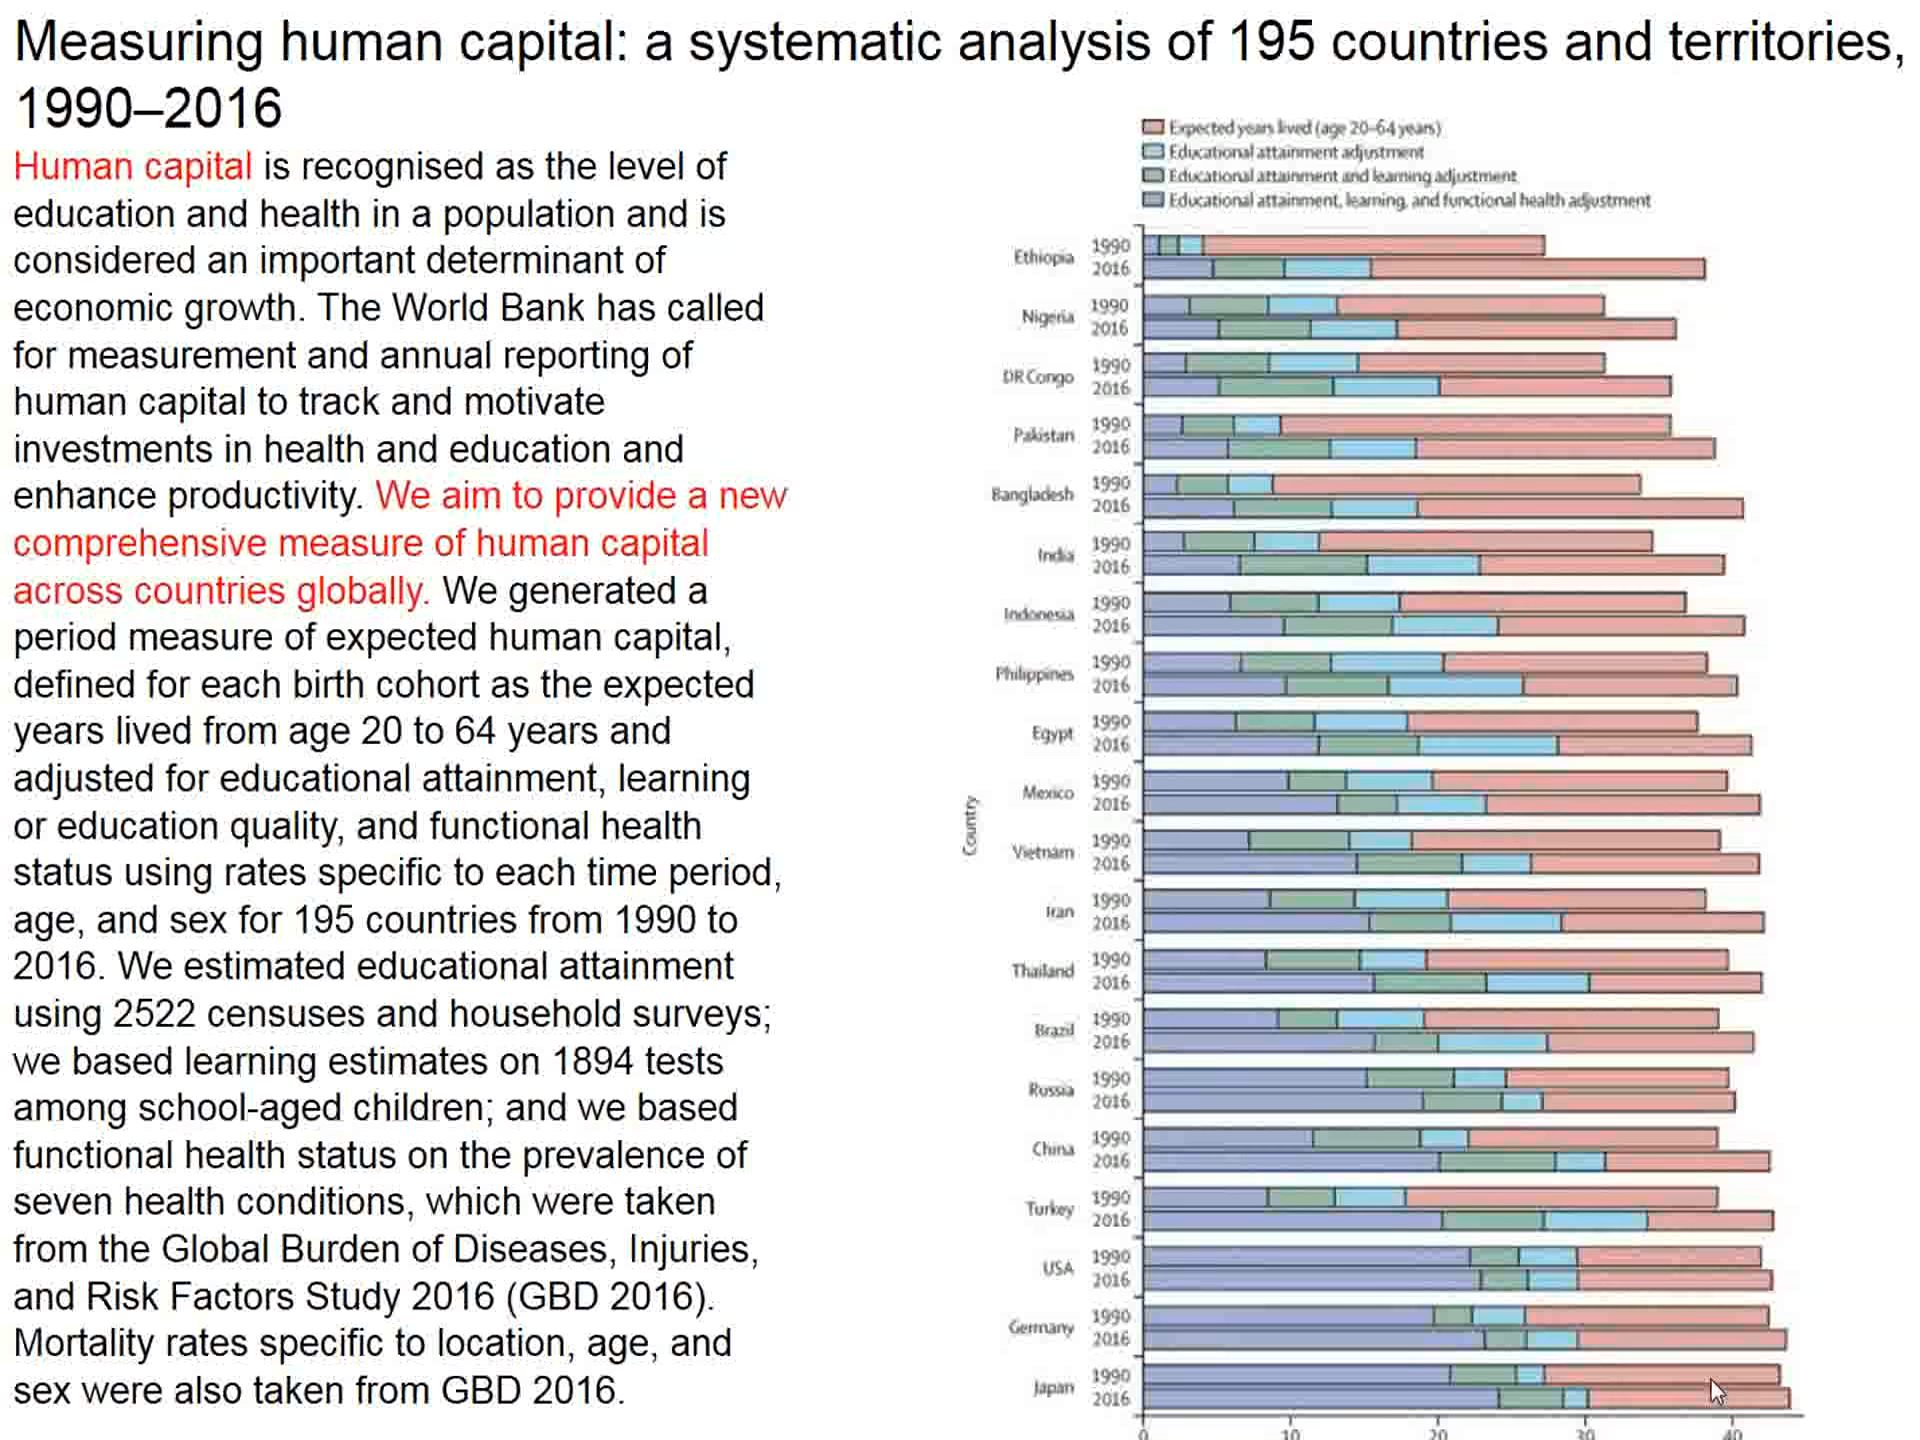 Measuring human capital: a systematic analysis of 195 countries and territories,
1990–2016
Human capital is recognised as the level of
education and health in a population and is
considered an important determinant of
economic growth. The World Bank has called
for measurement and annual reporting of
human capital to track and motivate
investments in health and education and
enhance productivity. We aim to provide a new
comprehensive measure of human capital
across countries globally. We generated a
period measure of expected human capital,
defined for each birth cohort as the expected
years lived from age 20 to 64 years and
adjusted for educational attainment, learning
or education quality, and functional health
status using rates specific to each time period,
age, and sex for 195 countries from 1990 to
2016. We estimated educational attainment
using 2522 censuses and household surveys;
we based learning estimates on 1894 tests
among school-aged children; and we based
functional health status on the prevalence of
seven health conditions, which were taken
from the Global Burden of Diseases, Injuries,
and Risk Factors Study 2016 (GBD 2016).
Mortality rates specific to location, age, and
sex were also taken from GBD 2016.
Expected years lived (age 20–64 years)
Educational attainment adjustment
Educational attainment and learning adjustment
Educational attainment, learning, and functional health adjustment
Country
Ethiopia
1990
2016
Nigeria
1990
2016
DR Congo
1990
2016
Pakistan
1990
2016
Bangladesh
1990
2016
India
1990
2016
Indonesia
1990
2016
Philippines
1990
2016
Egypt
1990
2016
Mexico
1990
2016
Vietnam
1990
2016
Iran
1990
2016
Thailand
1990
2016
Brazil
1990
2016
Russia
1990
2016
China
1990
2016
Turkey
1990
2016
USA
1990
2016
Germany
1990
2016
Japan
1990
2016
0 10 20 30 40